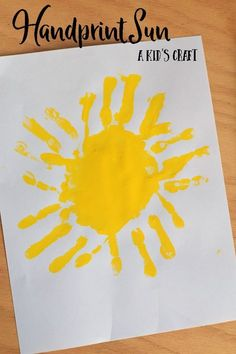 Handprint Sun
A KID'S CRAFT